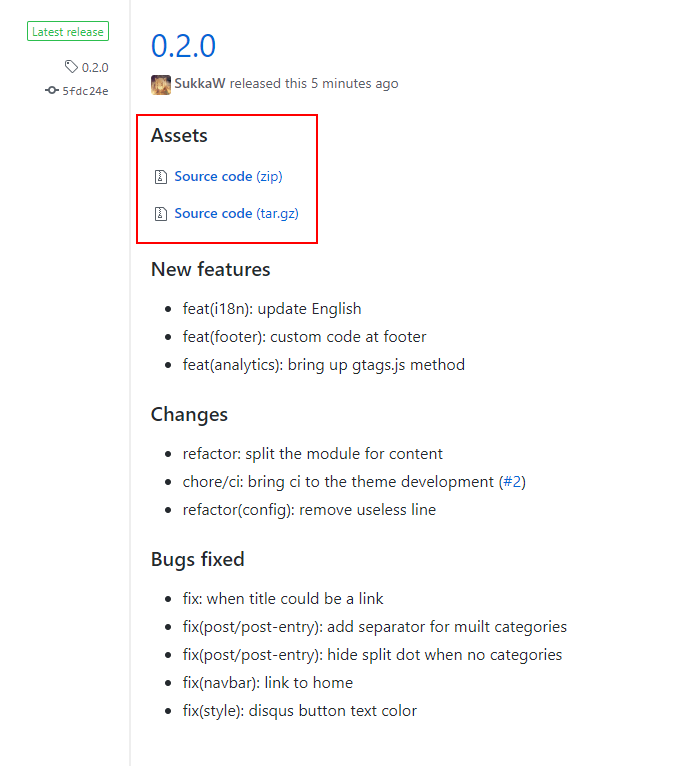 Latest release
0.2.0
5fdc24e
0.2.0
SukkaW released this 5 minutes ago
Assets
Source code (zip)
Source code (tar.gz)
New features
feat(i18n): update English
feat(footer): custom code at footer
feat(analytics): bring up gtags.js method
Changes
refactor: split the module for content
chore/ci: bring ci to the theme development (#2)
refactor(config): remove useless line
Bugs fixed
fix: when title could be a link
fix(post/post-entry): add separator for muilt categories
fix(post/post-entry): hide split dot when no categories
fix(navbar): link to home
fix(style): disqus button text color